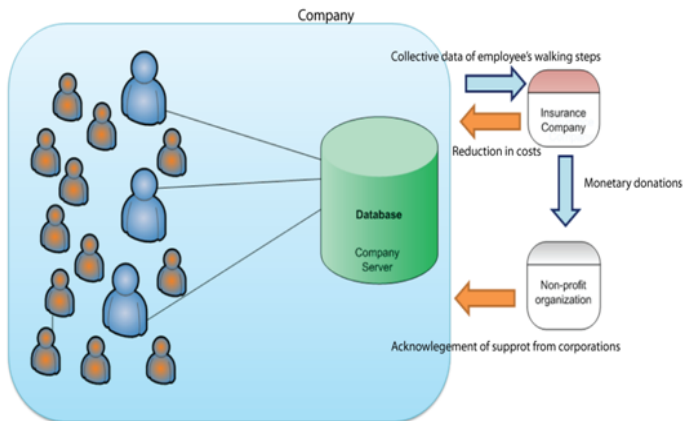 Company
Collective data of employee's walking steps
Insurance
Company
Reduction in costs
Monetary donations
Database
Company
Server
Non-profit
organization
Acknowlegement of supprot from corporations